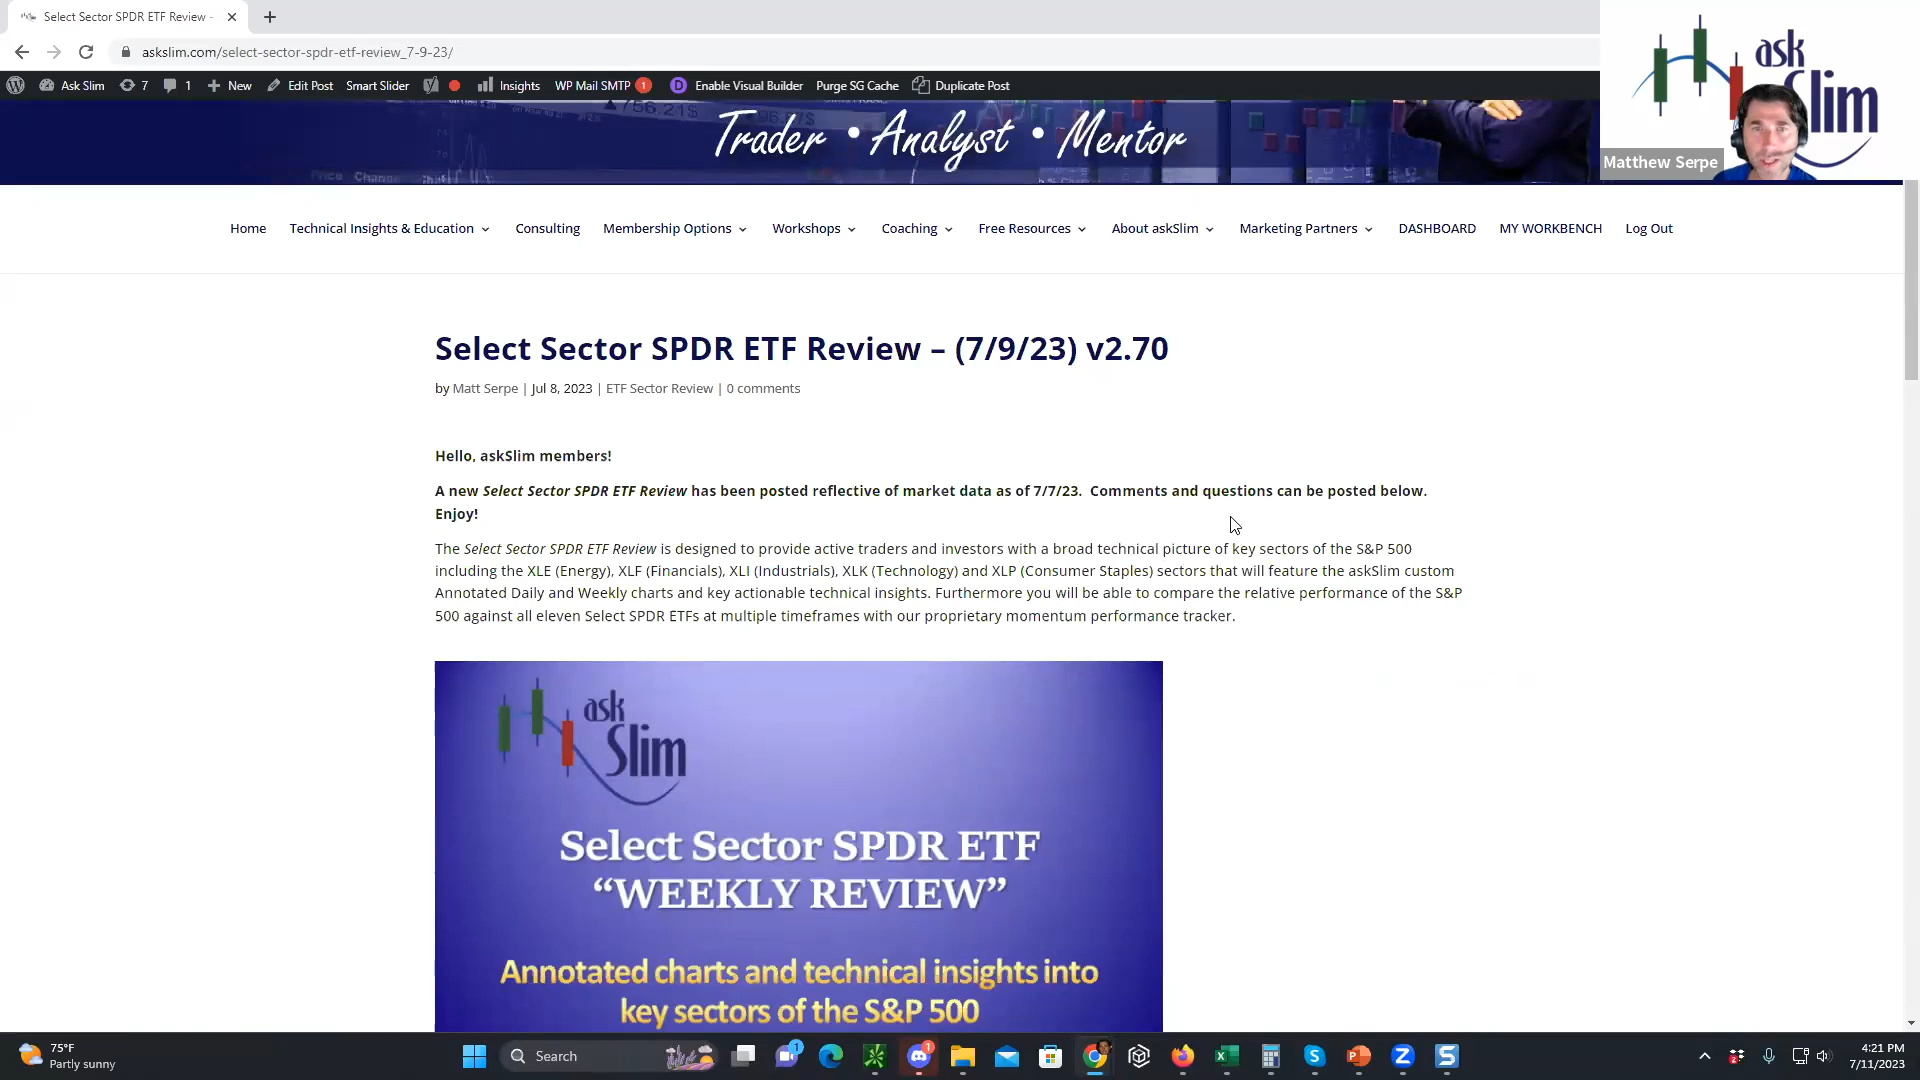 Select Sector SPDR ETF Review -
askslim.com/select-sector-spdr-etf-review_7-9-23/
Ask Slim 7 1 New Edit Post Smart Slider Insights WP Mail SMTP 1 Enable Visual Builder Purge SG Cache Duplicate Post
ask
Slim
Matthew Serpe
756.21$
Trader • Analyst • Mentor
Price Change
Home Technical Insights & Education Consulting Membership Options Workshops Coaching Free Resources About askSlim Marketing Partners DASHBOARD MY WORKBENCH Log Out
Select Sector SPDR ETF Review – (7/9/23) v2.70
by Matt Serpe | Jul 8, 2023 | ETF Sector Review | 0 comments
Hello, askSlim members!
A new Select Sector SPDR ETF Review has been posted reflective of market data as of 7/7/23. Comments and questions can be posted below.
Enjoy!
The Select Sector SPDR ETF Review is designed to provide active traders and investors with a broad technical picture of key sectors of the S&P 500
including the XLE (Energy), XLF (Financials), XLI (Industrials), XLK (Technology) and XLP (Consumer Staples) sectors that will feature the askSlim custom
Annotated Daily and Weekly charts and key actionable technical insights. Furthermore you will be able to compare the relative performance of the S&P
500 against all eleven Select SPDR ETFs at multiple timeframes with our proprietary momentum performance tracker.
ask
Slim
Select Sector SPDR ETF
“WEEKLY REVIEW”
Annotated charts and technical insights into
key sectors of the S&P 500
75°F
Partly sunny
Search
1
1
4:21 PM
7/11/2023